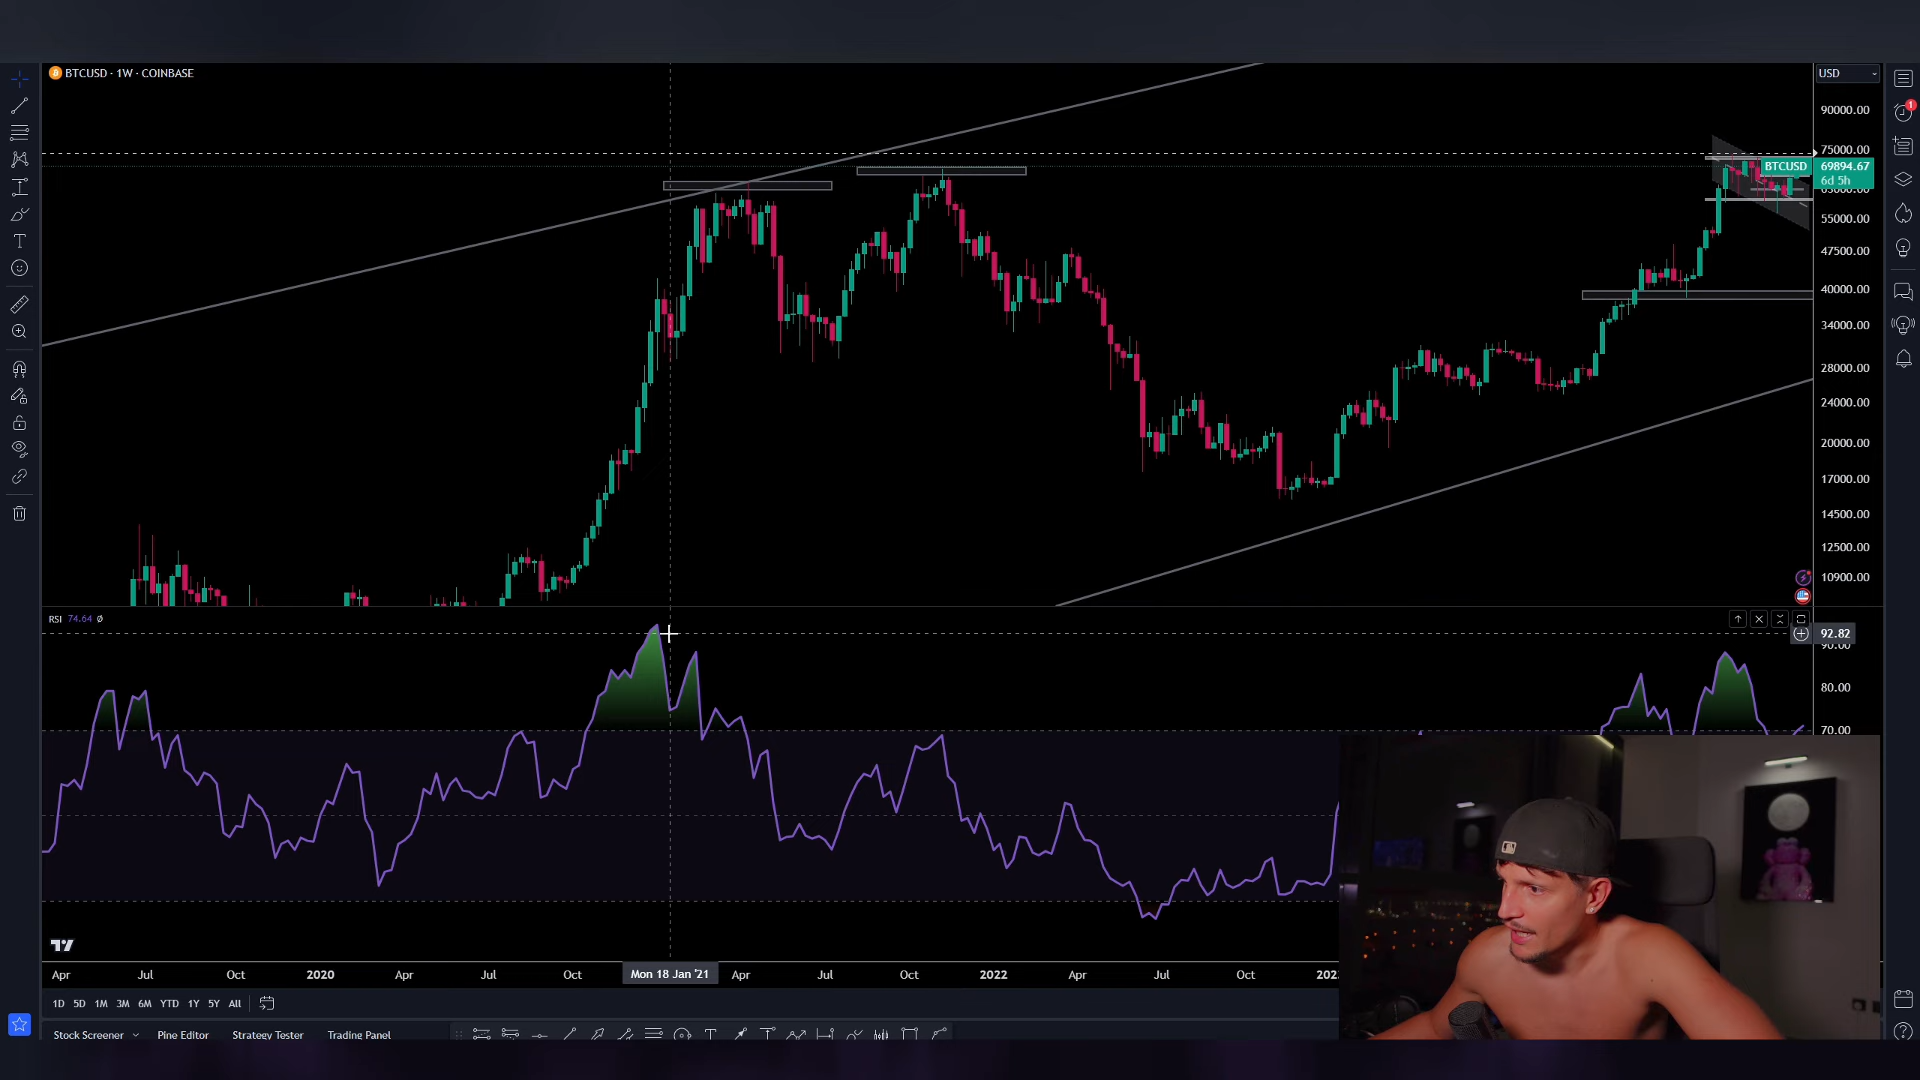 BTCUSD · 1W · COINBASE
USD
90000.00
75000.00
BTCUSD 69894.67
6d 5h
55000.00
47500.00
40000.00
34000.00
28000.00
24000.00
20000.00
17000.00
14500.00
12500.00
10900.00
RSI 74.64 Ø
92.82
90.00
80.00
70.00
Apr Jul Oct 2020 Apr Jul Oct Mon 18 Jan '21 Apr Jul Oct 2022 Apr Jul Oct
1D 5D 1M 3M 6M YTD 1Y 5Y All
Stock Screener Pine Editor Strategy Tester Trading Panel